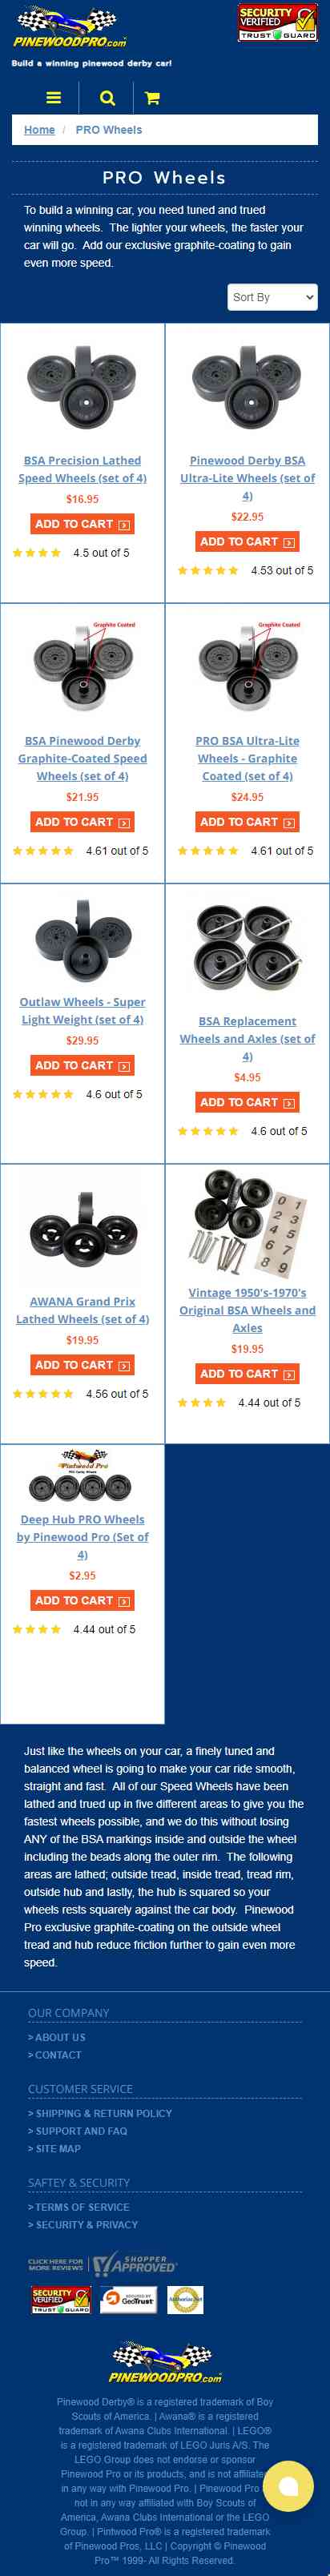 PINEWOODPRO.com
SECURITY
VERIFIED
TRUST GUARD
Build a winning pinewood derby car!
Home / PRO Wheels
PRO Wheels
To build a winning car, you need tuned and trued
winning wheels.  The lighter your wheels, the faster your
car will go.  Add our exclusive graphite-coating to gain
even more speed.
Sort By
BSA Precision Lathed
Speed Wheels (set of 4)
$16.95
ADD TO CART
4.5 out of 5
Pinewood Derby BSA
Ultra-Lite Wheels (set of
4)
$22.95
ADD TO CART
4.53 out of 5
Graphite Coated
BSA Pinewood Derby
Graphite-Coated Speed
Wheels (set of 4)
$21.95
ADD TO CART
4.61 out of 5
Graphite Coated
PRO BSA Ultra-Lite
Wheels - Graphite
Coated (set of 4)
$24.95
ADD TO CART
4.61 out of 5
Outlaw Wheels - Super
Light Weight (set of 4)
$29.95
ADD TO CART
4.6 out of 5
BSA Replacement
Wheels and Axles (set of
4)
$4.95
ADD TO CART
4.6 out of 5
AWANA Grand Prix
Lathed Wheels (set of 4)
$19.95
ADD TO CART
4.56 out of 5
0 1
2 3
4 5
6 7
8 9
Vintage 1950's-1970's
Original BSA Wheels and
Axles
$19.95
ADD TO CART
4.44 out of 5
Pintwood Pro
Deep Hub PRO Wheels
by Pinewood Pro (Set of
4)
$2.95
ADD TO CART
4.44 out of 5
Just like the wheels on your car, a finely tuned and
balanced wheel is going to make your car ride smooth,
straight and fast.  All of our Speed Wheels have been
lathed and trued up in five different areas to give you the
fastest wheels possible, and we do this without losing
ANY of the BSA markings inside and outside the wheel
including the beads along the outer rim.  The following
areas are lathed; outside tread, inside tread, tread rim,
outside hub and lastly, the hub is squared so your
wheels rests squarely against the car body.  Pinewood
Pro exclusive graphite-coating on the outside wheel
tread and hub reduce friction further to gain even more
speed.
OUR COMPANY
> ABOUT US
> CONTACT
CUSTOMER SERVICE
> SHIPPING & RETURN POLICY
> SUPPORT AND FAQ
> SITE MAP
SAFTEY & SECURITY
> TERMS OF SERVICE
> SECURITY & PRIVACY
CLICK HERE FOR
MORE REVIEWS
SHOPPER
APPROVED®
SECURITY
VERIFIED
TRUST GUARD
SECURED BY
GeoTrust
Authorize.Net
PINEWOODPRO.com
Pinewood Derby® is a registered trademark of Boy
Scouts of America. | Awana® is a registered
trademark of Awana Clubs International. | LEGO®
is a registered trademark of LEGO Juris A/S. The
LEGO Group does not endorse or sponsor
Pinewood Pro or its products, and is not affiliated
in any way with Pinewood Pro. | Pinewood Pro
not in any way affiliated with Boy Scouts of
America, Awana Clubs International or the LEGO
Group. | Pintwood Pro® is a registered trademark
of Pinewood Pros, LLC | Copyright © Pinewood
Pro™ 1999- All Rights Reserved.